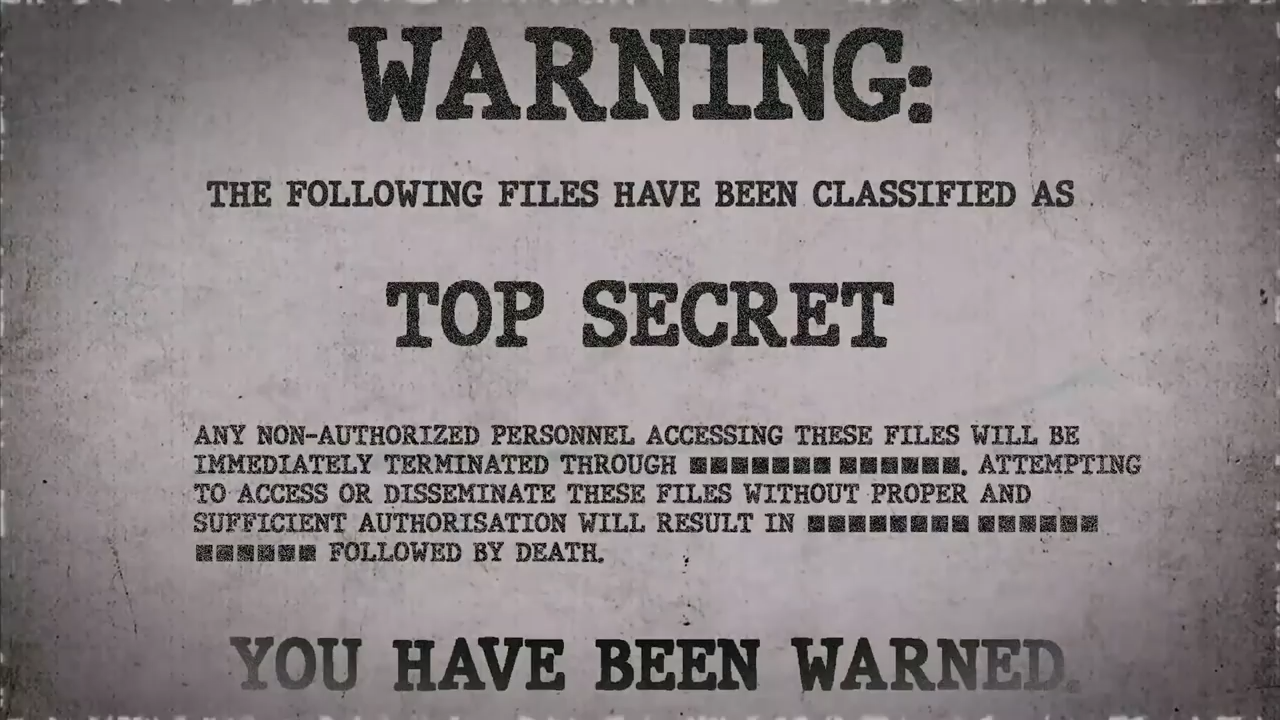 WARNING:
THE FOLLOWING FILES HAVE BEEN CLASSIFIED AS
TOP SECRET
ANY NON-AUTHORIZED PERSONNEL ACCESSING THESE FILES WILL BE
IMMEDIATELY TERMINATED THROUGH ■■■■■■■ ■■■■■■. ATTEMPTING
TO ACCESS OR DISSEMINATE THESE FILES WITHOUT PROPER AND
SUFFICIENT AUTHORISATION WILL RESULT IN ■■■■■■■■ ■■■■■■
■■■■■■ FOLLOWED BY DEATH.
YOU HAVE BEEN WARNED.